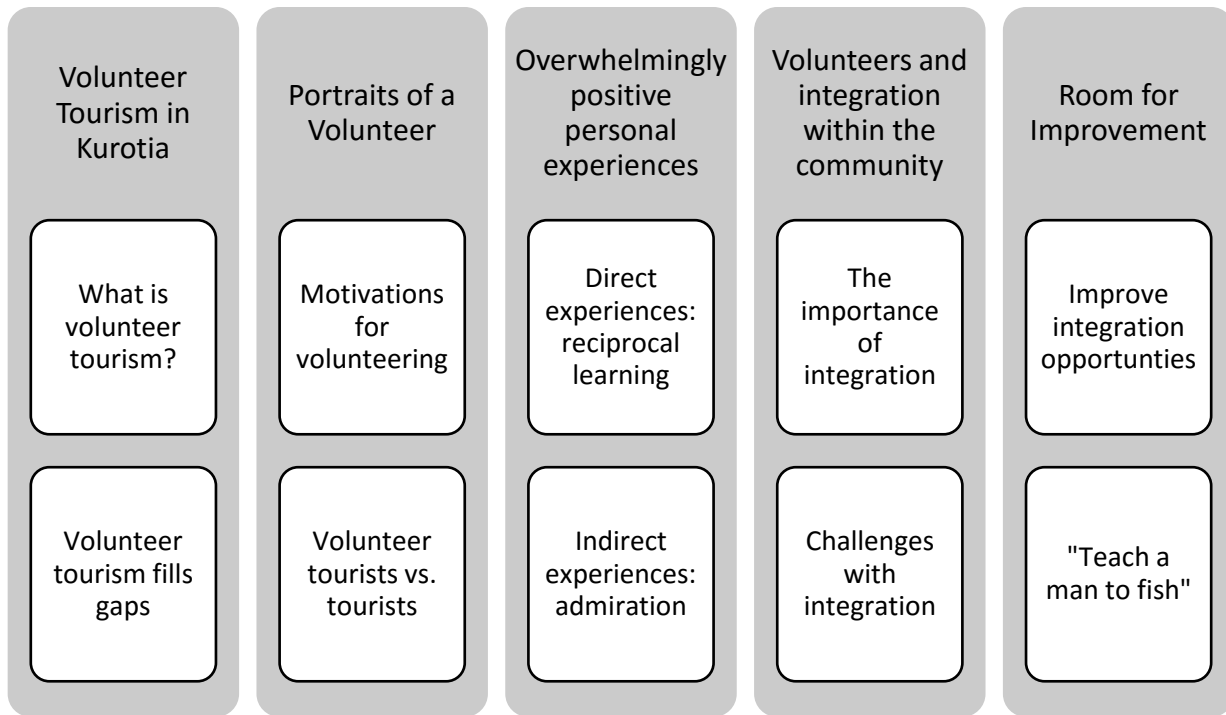 Volunteer
Tourism in
Kurotia
What is
volunteer
tourism?
Volunteer
tourism fills
gaps
Portraits of a
Volunteer
Motivations
for
volunteering
Volunteer
tourists vs.
tourists
Overwhelmingly
positive
personal
experiences
Direct
experiences:
reciprocal
learning
Indirect
experiences:
admiration
Volunteers and
integration
within the
community
The
importance
of
integration
Challenges
with
integration
Room for
Improvement
Improve
integration
opportunties
"Teach a
man to fish"